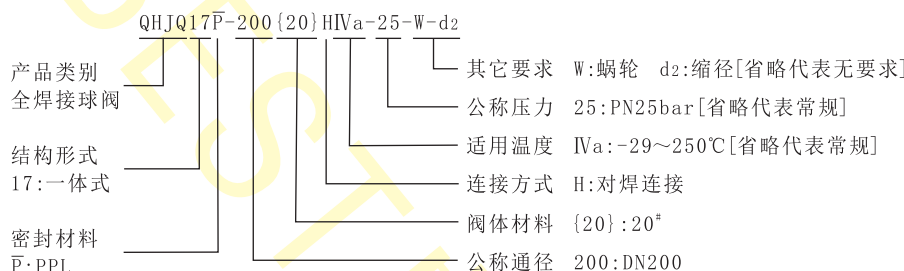 QHJQ17P̅-200{20}HⅣa-25-W-d₂
产品类别
全焊接球阀
结构形式
17:一体式
密封材料
P̅:PPL
其它要求 W:蜗轮 d₂:缩径[省略代表无要求]
公称压力 25:PN25bar[省略代表常规]
适用温度 Ⅳa:-29～250℃[省略代表常规]
连接方式 H:对焊连接
阀体材料 {20}:20#
公称通径 200:DN200